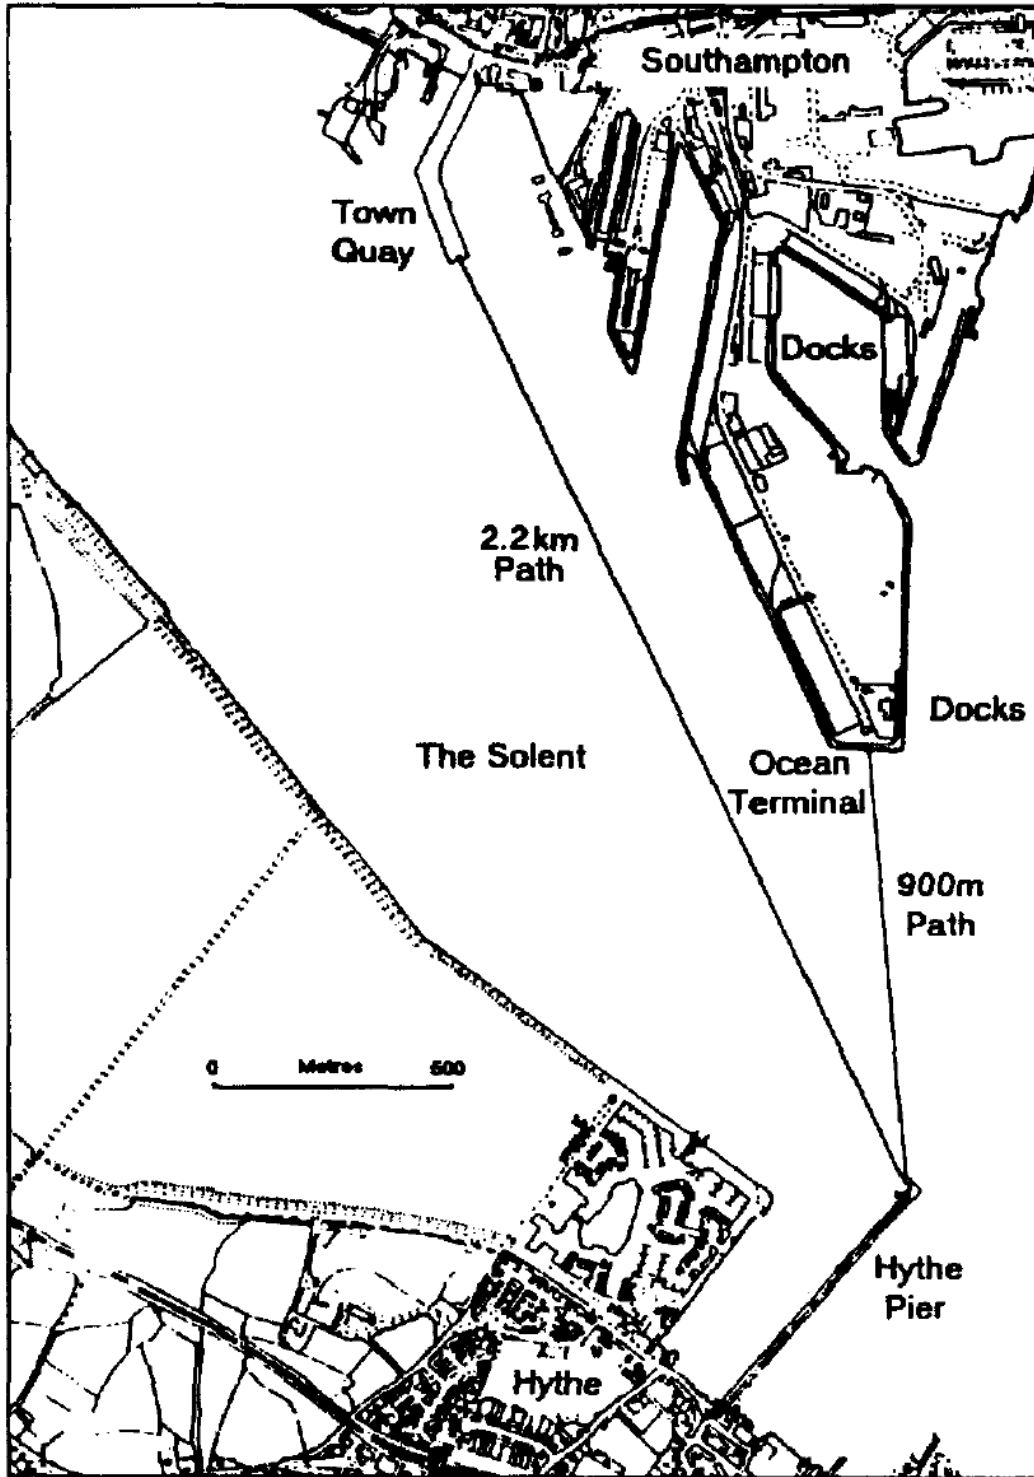 Southampton
Town
Quay
Docks
2.2km
Path
Docks
The Solent
Ocean
Terminal
900m
Path
0 Metres 500
Hythe
Pier
Hythe